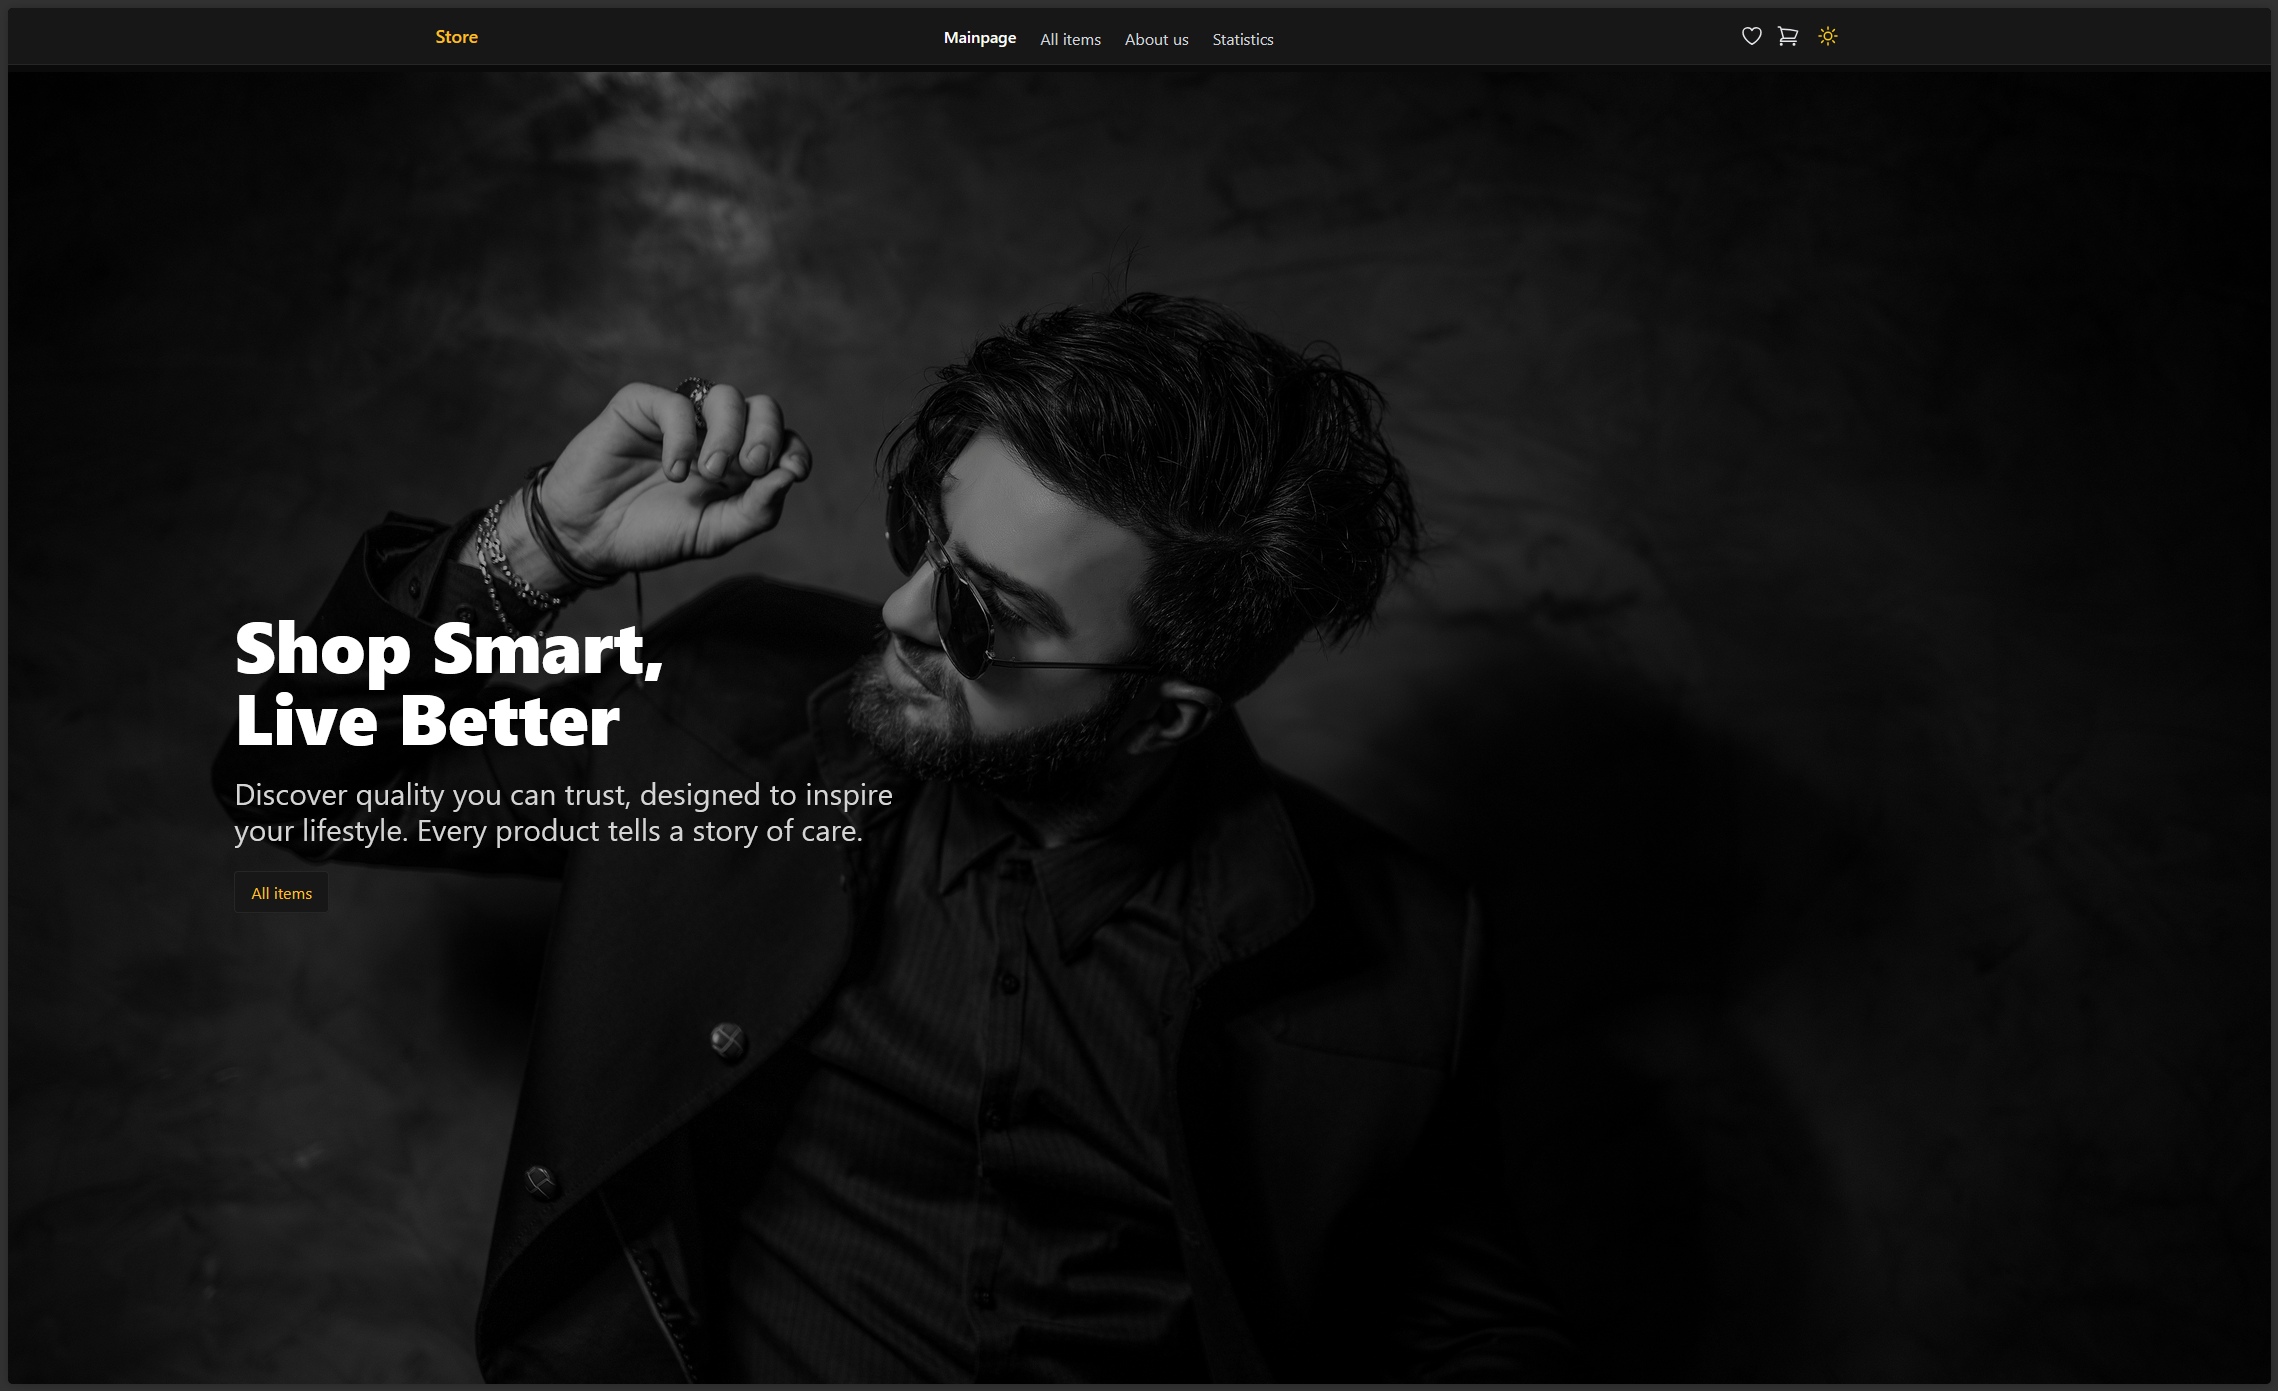 Store
Mainpage All items About us Statistics
Shop Smart,
Live Better
Discover quality you can trust, designed to inspire
your lifestyle. Every product tells a story of care.
All items